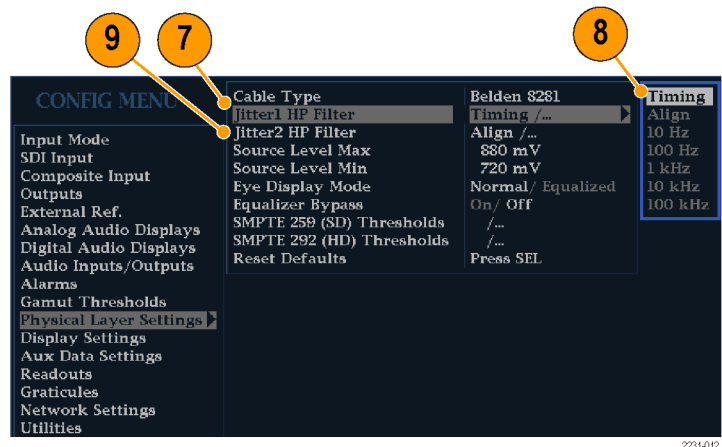 9 7 8
CONFIG MENU
Input Mode
SDI Input
Composite Input
Outputs
External Ref.
Analog Audio Displays
Digital Audio Displays
Audio Inputs/Outputs
Alarms
Gamut Thresholds
Physical Layer Settings
Display Settings
Aux Data Settings
Readouts
Graticules
Network Settings
Utilities
Cable Type Belden 8281
Jitter1 HP Filter Timing /...
Jitter2 HP Filter Align /...
Source Level Max 880 mV
Source Level Min 720 mV
Eye Display Mode Normal/ Equalized
Equalizer Bypass On/ Off
SMPTE 259 (SD) Thresholds /...
SMPTE 292 (HD) Thresholds /...
Reset Defaults Press SEL
Timing
Align
10 Hz
100 Hz
1 kHz
10 kHz
100 kHz
2231-012